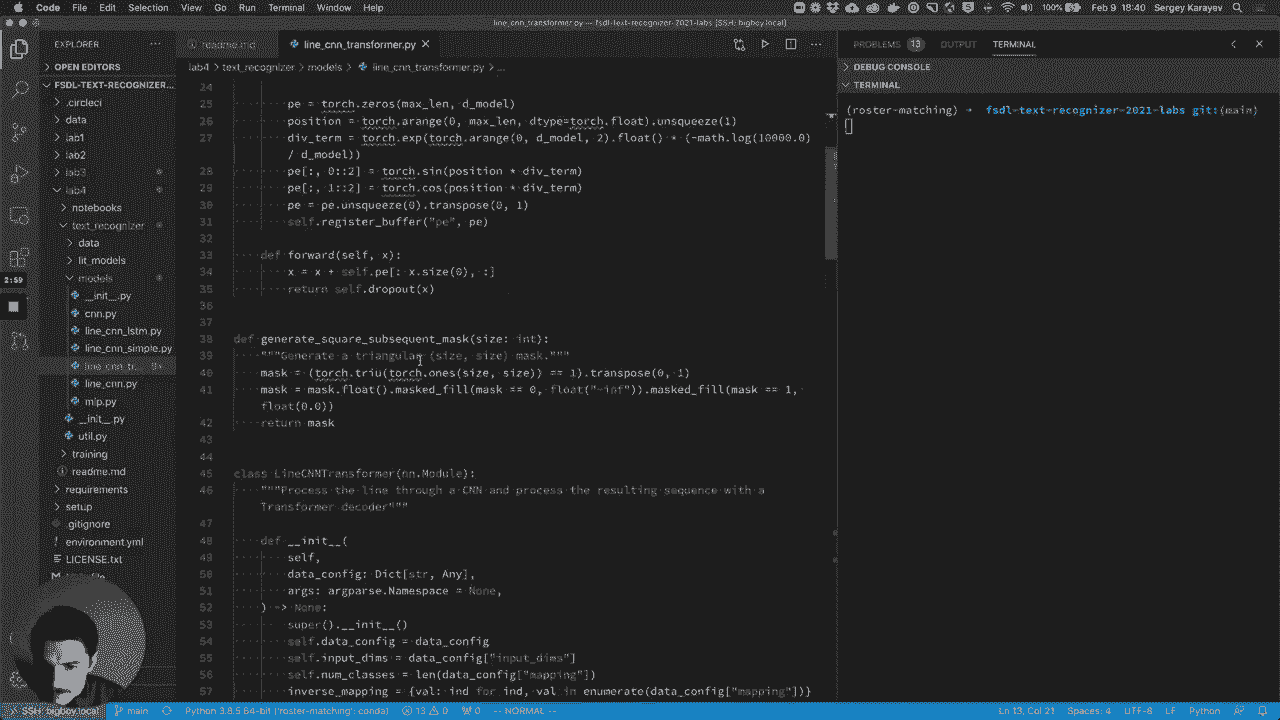 Code File Edit Selection View Go Run Terminal Window Help
100% Feb 9 18:40 Sergey Karayev
line_cnn_transformer.py — fsdl-text-recognizer-2021-labs [SSH: bigboy.local]
EXPLORER
OPEN EDITORS
FSDL-TEXT-RECOGNIZER...
.circleci
data
lab1
lab2
lab3
lab4
notebooks
text_recognizer
data
lit_models
models
__init__.py
cnn.py
line_cnn_lstm.py
line_cnn_simple.py
line_cnn_tr... 9+
line_cnn.py
mlp.py
__init__.py
util.py
training
readme.md
requirements
setup
.gitignore
environment.yml
LICENSE.txt
2:59
readme.md
line_cnn_transformer.py
lab4 > text_recognizer > models > line_cnn_transformer.py > ...
24
25 pe = torch.zeros(max_len, d_model)
26 position = torch.arange(0, max_len, dtype=torch.float).unsqueeze(1)
27 div_term = torch.exp(torch.arange(0, d_model, 2).float() * (-math.log(10000.0)
/ d_model))
28 pe[:, 0::2] = torch.sin(position * div_term)
29 pe[:, 1::2] = torch.cos(position * div_term)
30 pe = pe.unsqueeze(0).transpose(0, 1)
31 self.register_buffer("pe", pe)
32
33 def forward(self, x):
34 x = x + self.pe[: x.size(0), :]
35 return self.dropout(x)
36
37
38 def generate_square_subsequent_mask(size: int):
39 """Generate a triangular (size, size) mask."""
40 mask = (torch.triu(torch.ones(size, size)) == 1).transpose(0, 1)
41 mask = mask.float().masked_fill(mask == 0, float("-inf")).masked_fill(mask == 1,
float(0.0))
42 return mask
43
44
45 class LineCNNTransformer(nn.Module):
46 """Process the line through a CNN and process the resulting sequence with a
Transformer decoder"""
47
48 def __init__(
49 self,
50 data_config: Dict[str, Any],
51 args: argparse.Namespace = None,
52 ) -> None:
53 super().__init__()
54 self.data_config = data_config
55 self.input_dims = data_config["input_dims"]
56 self.num_classes = len(data_config["mapping"])
57 inverse_mapping = {val: ind for ind, val in enumerate(data_config["mapping"])}
PROBLEMS 13 OUTPUT TERMINAL
DEBUG CONSOLE
TERMINAL
(roster-matching) → fsdl-text-recognizer-2021-labs git:(main)
SSH: bigboy.local main Python 3.8.5 64-bit ('roster-matching': conda) 13 0 0 -- NORMAL -- Ln 13, Col 21 Spaces: 4 UTF-8 LF Python